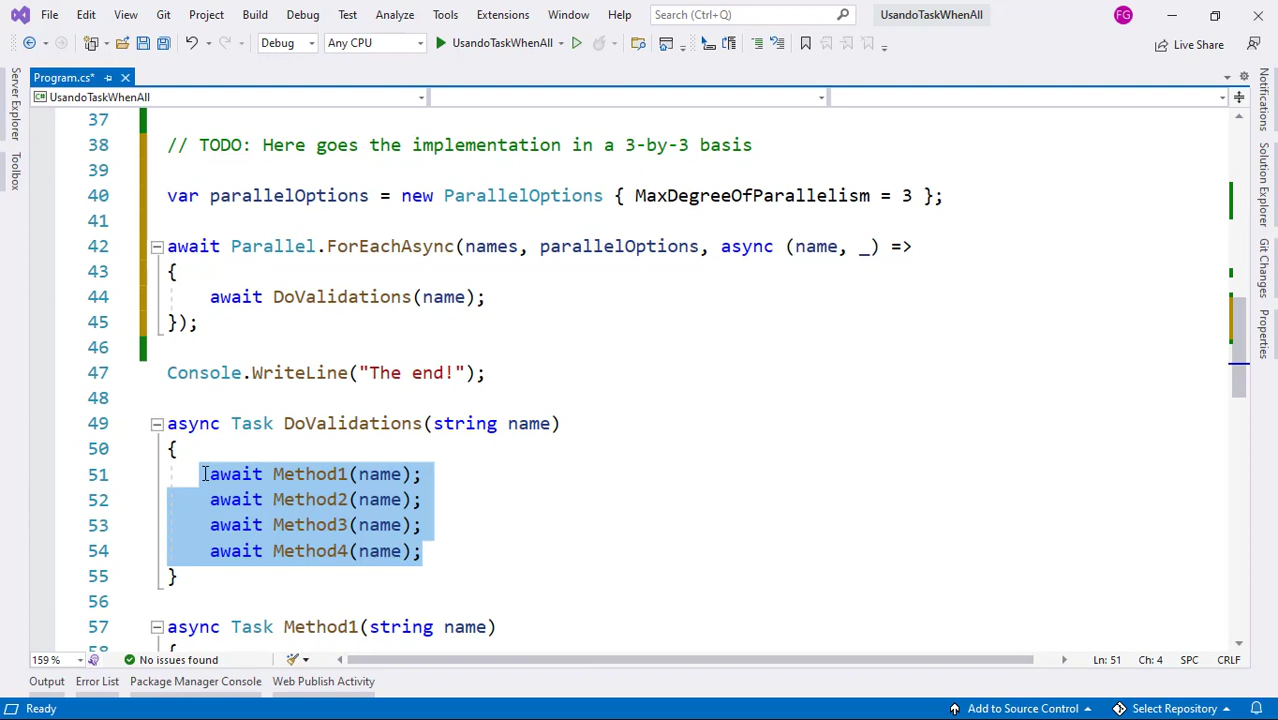 File Edit View Git Project Build Debug Test Analyze Tools Extensions Window Help Search (Ctrl+Q) UsandoTaskWhenAll FG
Debug Any CPU UsandoTaskWhenAll Live Share
Program.cs*
UsandoTaskWhenAll
Server Explorer
Toolbox
37
38 // TODO: Here goes the implementation in a 3-by-3 basis
39
40 var parallelOptions = new ParallelOptions { MaxDegreeOfParallelism = 3 };
41
42 await Parallel.ForEachAsync(names, parallelOptions, async (name, _) =>
43 {
44 await DoValidations(name);
45 });
46
47 Console.WriteLine("The end!");
48
49 async Task DoValidations(string name)
50 {
51 await Method1(name);
52 await Method2(name);
53 await Method3(name);
54 await Method4(name);
55 }
56
57 async Task Method1(string name)
58 {
Notifications
Solution Explorer
Git Changes
Properties
159 % No issues found Ln: 51 Ch: 4 SPC CRLF
Output Error List Package Manager Console Web Publish Activity
Ready Add to Source Control Select Repository